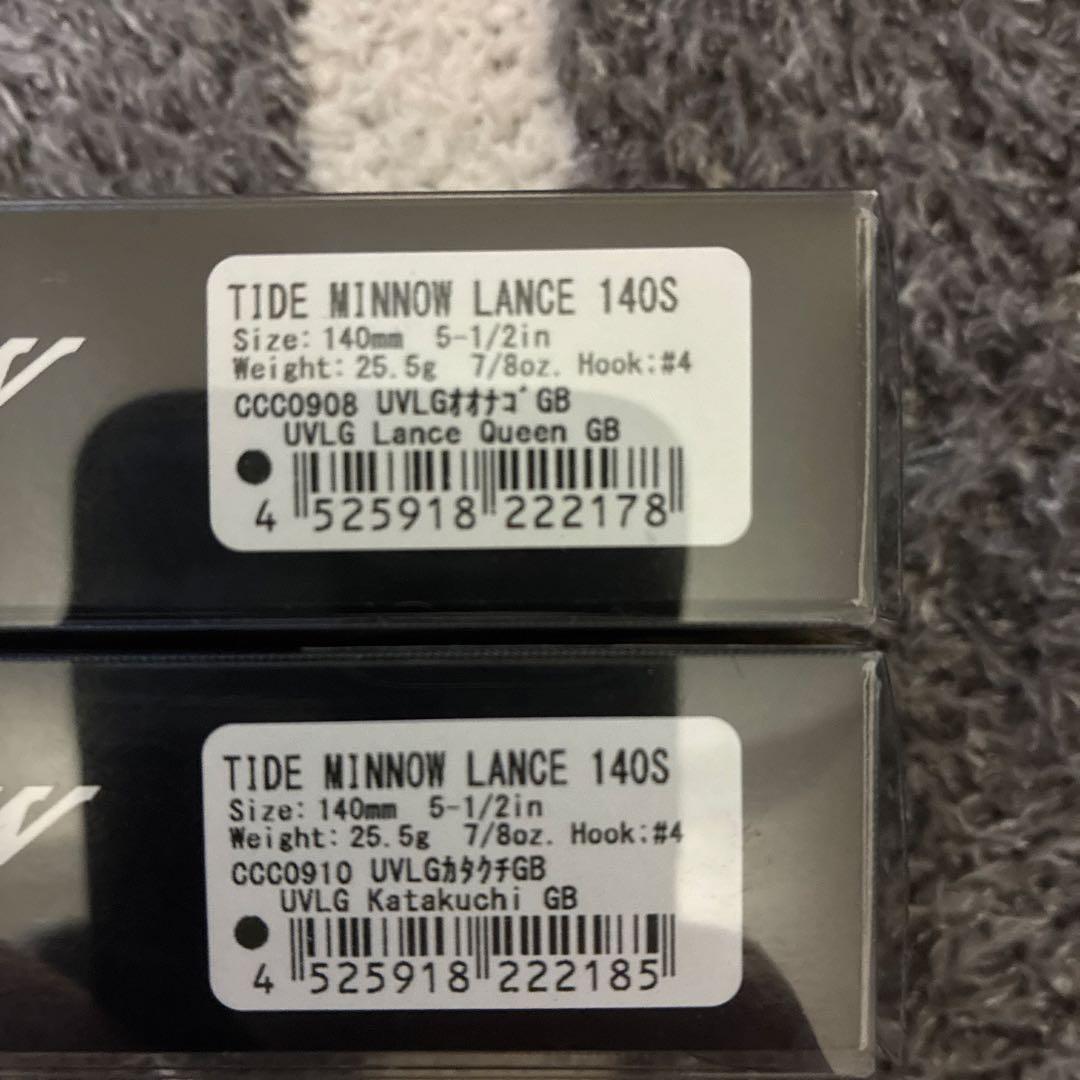 TIDE MINNOW LANCE 140S
Size: 140mm 5-1/2in
Weight: 25.5g 7/8oz. Hook:#4
CCC0908 UVLGｵｵﾅｺﾞGB
UVLG Lance Queen GB
4 525918 222178
TIDE MINNOW LANCE 140S
Size: 140mm 5-1/2in
Weight: 25.5g 7/8oz. Hook:#4
CCC0910 UVLGｶﾀｸﾁGB
UVLG Katakuchi GB
4 525918 222185